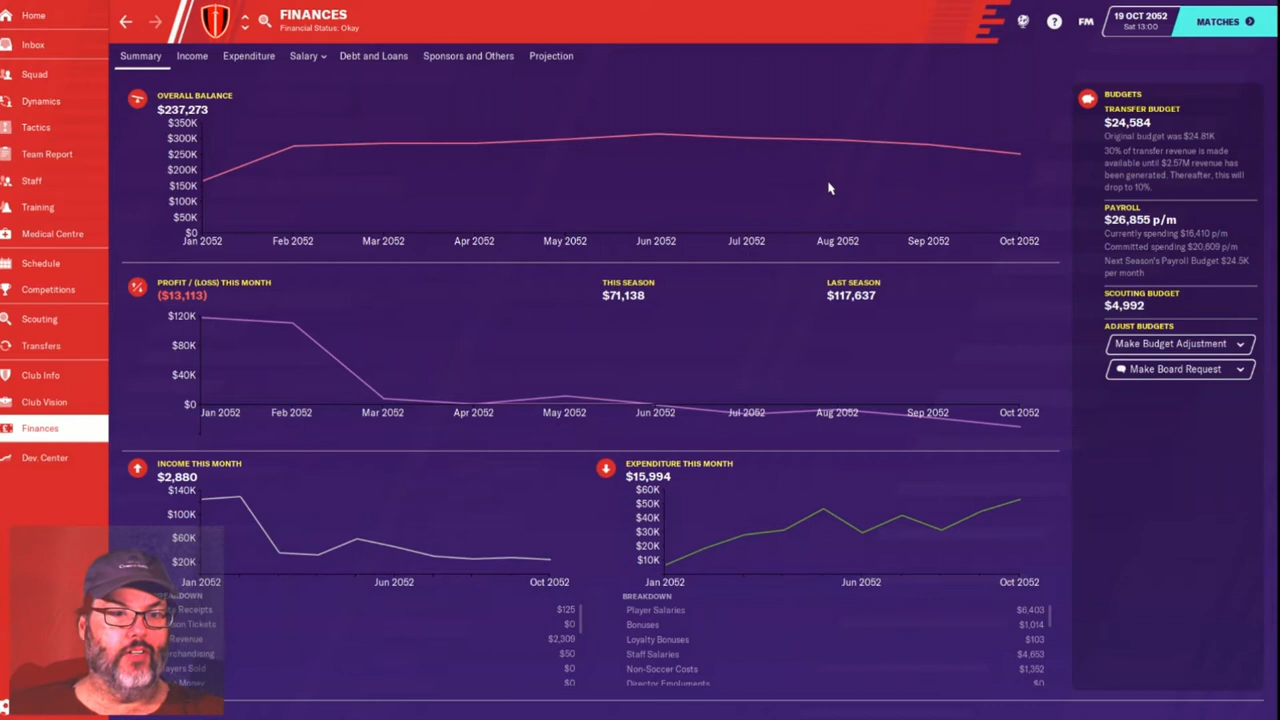 Home
Inbox
Squad
Dynamics
Tactics
Team Report
Staff
Training
Medical Centre
Schedule
Competitions
Scouting
Transfers
Club Info
Club Vision
Finances
Dev. Center
FINANCES
Financial Status: Okay
?
FM
19 OCT 2052
Sat 13:00
MATCHES
Summary
Income
Expenditure
Salary
Debt and Loans
Sponsors and Others
Projection
OVERALL BALANCE
$237,273
$350K
$300K
$250K
$200K
$150K
$100K
$50K
$0
Jan 2052 Feb 2052 Mar 2052 Apr 2052 May 2052 Jun 2052 Jul 2052 Aug 2052 Sep 2052 Oct 2052
PROFIT / (LOSS) THIS MONTH
($13,113)
THIS SEASON
$71,138
LAST SEASON
$117,637
$120K
$80K
$40K
$0
Jan 2052 Feb 2052 Mar 2052 Apr 2052 May 2052 Jun 2052 Jul 2052 Aug 2052 Sep 2052 Oct 2052
INCOME THIS MONTH
$2,880
$140K
$100K
$60K
$20K
Jan 2052 Jun 2052 Oct 2052
Receipts $125
Tickets $0
Revenue $2,309
$50
Sold $0
Money $0
EXPENDITURE THIS MONTH
$15,994
$60K
$50K
$40K
$30K
$20K
$10K
Jan 2052 Jun 2052 Oct 2052
BREAKDOWN
Player Salaries $6,403
Bonuses $1,014
Loyalty Bonuses $103
Staff Salaries $4,653
Non-Soccer Costs $1,352
Director Emoluments $0
BUDGETS
TRANSFER BUDGET
$24,584
Original budget was $24.81K
30% of transfer revenue is made
available until $2.57M revenue has
been generated. Thereafter, this will
drop to 10%.
PAYROLL
$26,855 p/m
Currently spending $16,410 p/m
Committed spending $20,609 p/m
Next Season's Payroll Budget $24.5K
per month
SCOUTING BUDGET
$4,992
ADJUST BUDGETS
Make Budget Adjustment
Make Board Request